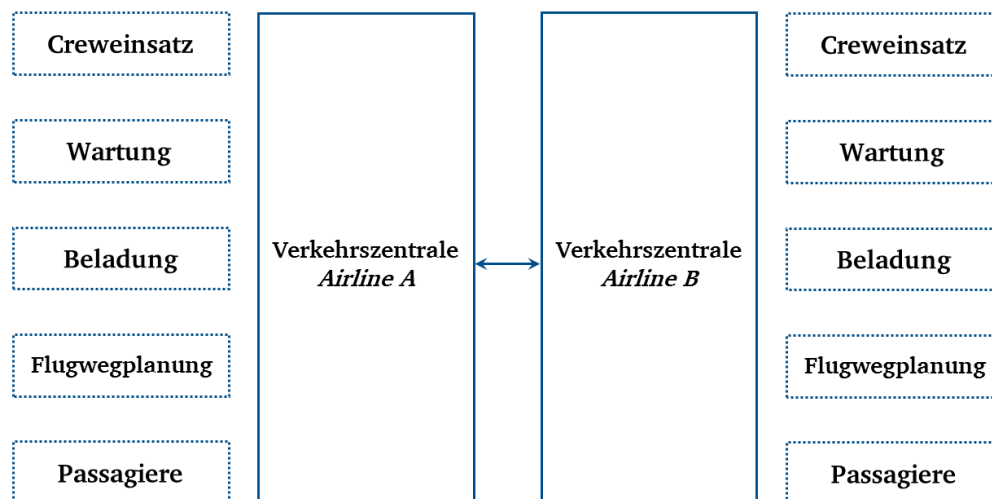 Creweinsatz
Wartung
Beladung
Flugwegplanung
Passagiere
Verkehrszentrale
Airline A
Verkehrszentrale
Airline B
Creweinsatz
Wartung
Beladung
Flugwegplanung
Passagiere